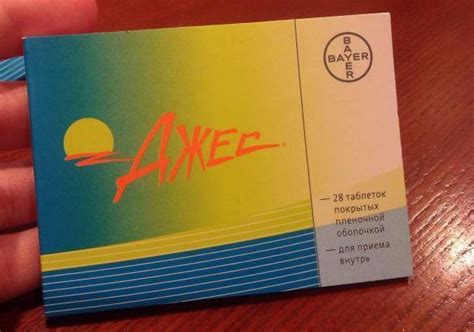 BAYER
BAYER
Джес®
— 28 таблеток
покрытых
пленочной
оболочкой
— для приема
внутрь